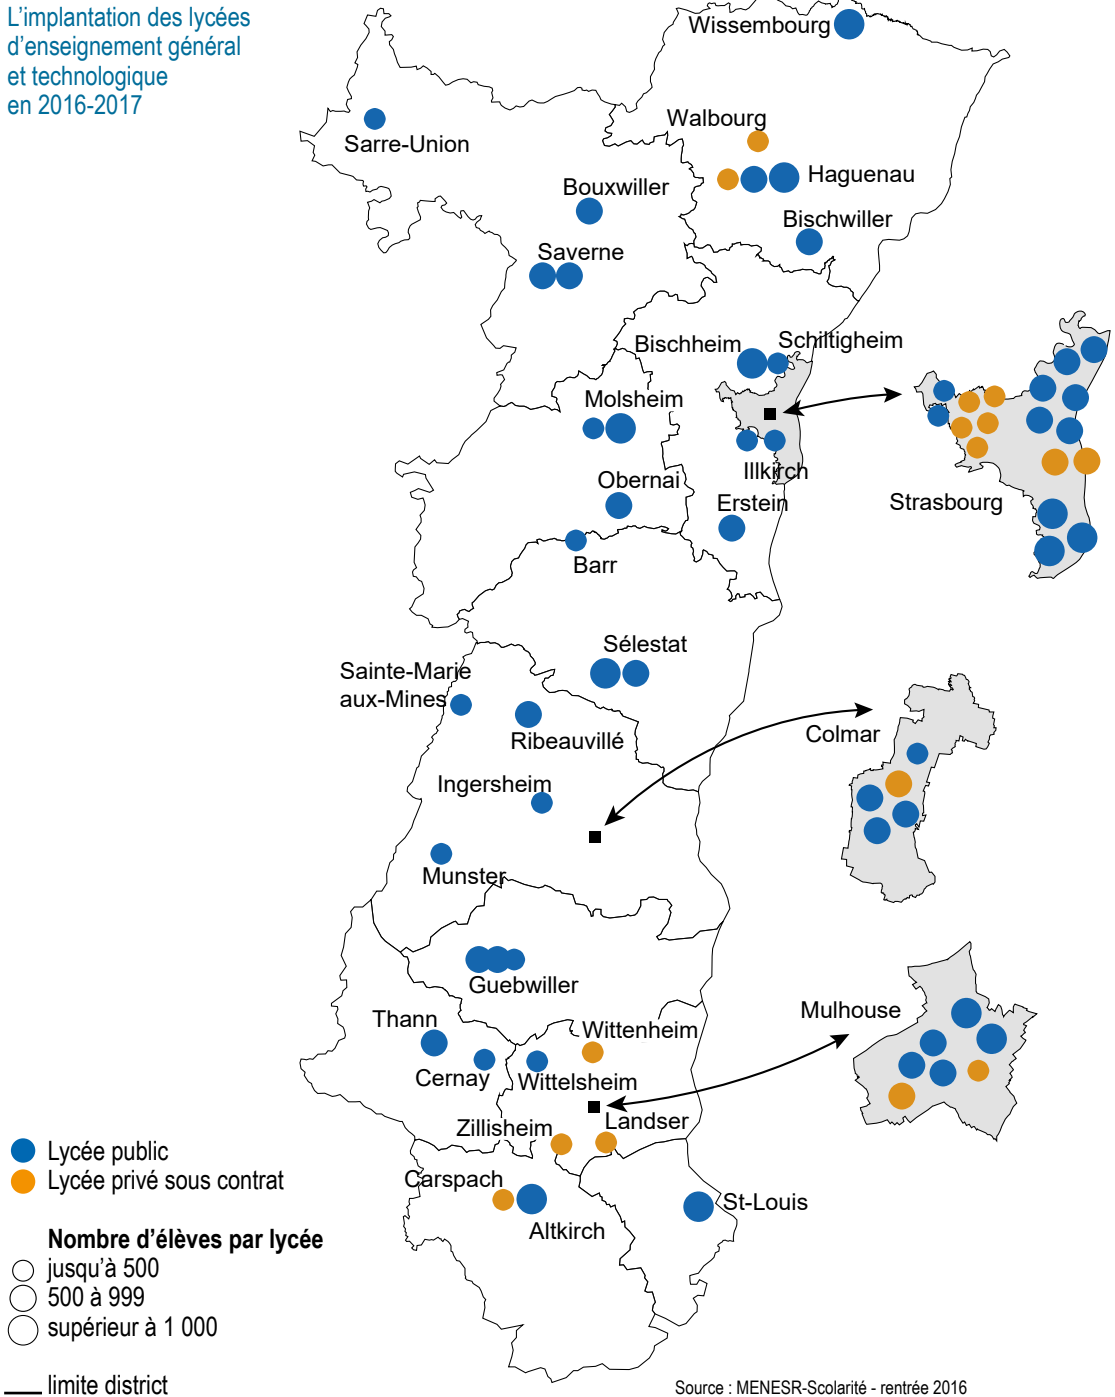 L'implantation des lycées
d'enseignement général
et technologique
en 2016-2017
Wissembourg
Walbourg
Sarre-Union
Haguenau
Bouxwiller
Bischwiller
Saverne
Bischheim
Schiltigheim
Molsheim
Illkirch
Obernai
Erstein
Strasbourg
Barr
Sélestat
Sainte-Marie
aux-Mines
Ribeauvillé
Colmar
Ingersheim
Munster
Guebwiller
Thann
Wittenheim
Mulhouse
Cernay
Wittelsheim
Zillisheim
Landser
Carspach
St-Louis
Altkirch
Lycée public
Lycée privé sous contrat
Nombre d'élèves par lycée
jusqu'à 500
500 à 999
supérieur à 1 000
limite district
Source : MENESR-Scolarité - rentrée 2016